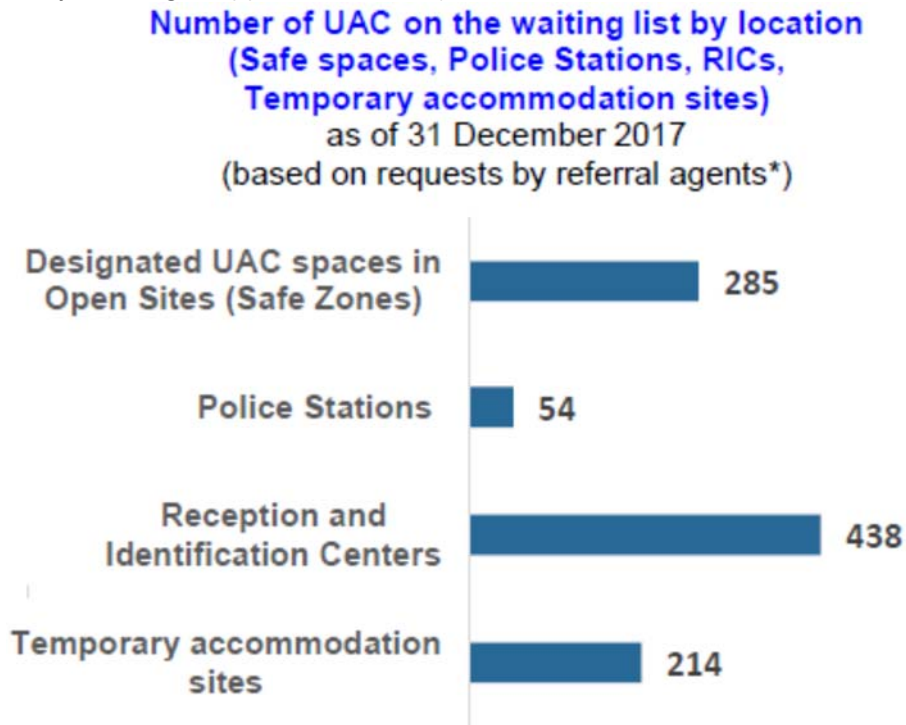 Number of UAC on the waiting list by location
(Safe spaces, Police Stations, RICs,
Temporary accommodation sites)
as of 31 December 2017
(based on requests by referral agents*)
Designated UAC spaces in
Open Sites (Safe Zones)
285
Police Stations
54
Reception and
Identification Centers
438
Temporary accommodation
sites
214